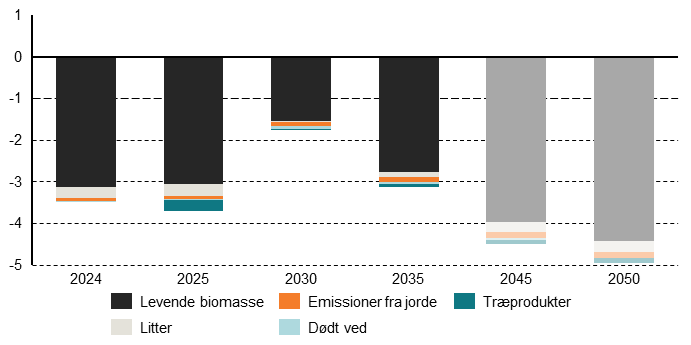 1
0
-1
-2
-3
-4
-5
2024 2025 2030 2035 2045 2050
Levende biomasse Emissioner fra jorde Træprodukter
Litter Dødt ved